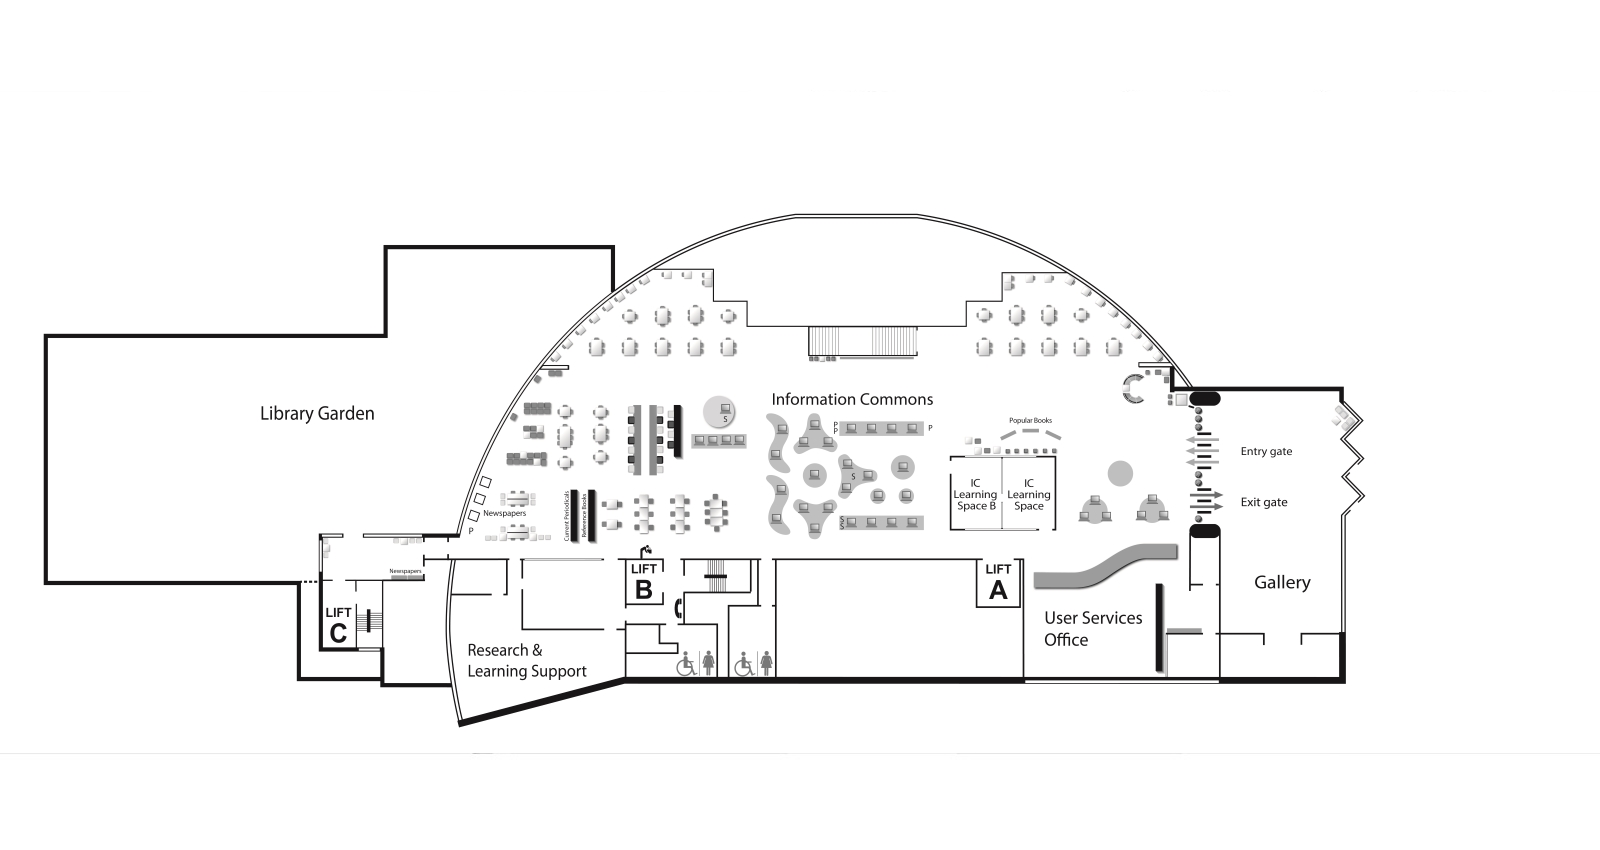 Library Garden
Information Commons
S
P
P
P
Popular Books
S
IC
Learning
Space B
IC
Learning
Space
Entry gate
Exit gate
Newspapers
P
Current Periodicals
Reference Books
S
S
Newspapers
LIFT
B
LIFT
A
LIFT
C
Gallery
User Services
Office
Research &
Learning Support